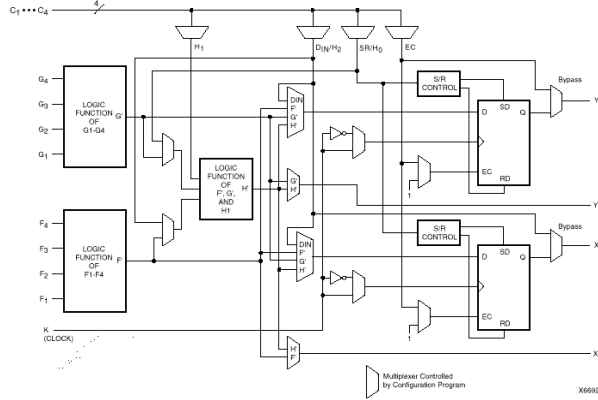 C1 ••• C4
4
H1
DIN/H2
SR/H0
EC
G4
G3
G2
G1
LOGIC
FUNCTION
OF
G1-G4
G'
DIN
F'
G'
H'
S/R
CONTROL
Bypass
D
SD
Q
EC
RD
1
Y
LOGIC
FUNCTION
OF
F', G',
AND
H1
H'
G'
H'
Y
F4
F3
F2
F1
LOGIC
FUNCTION
OF
F1-F4
F'
DIN
F'
G'
H'
S/R
CONTROL
Bypass
D
SD
Q
EC
RD
1
X
K
(CLOCK)
H'
F'
X
Multiplexer Controlled
by Configuration Program
X6692